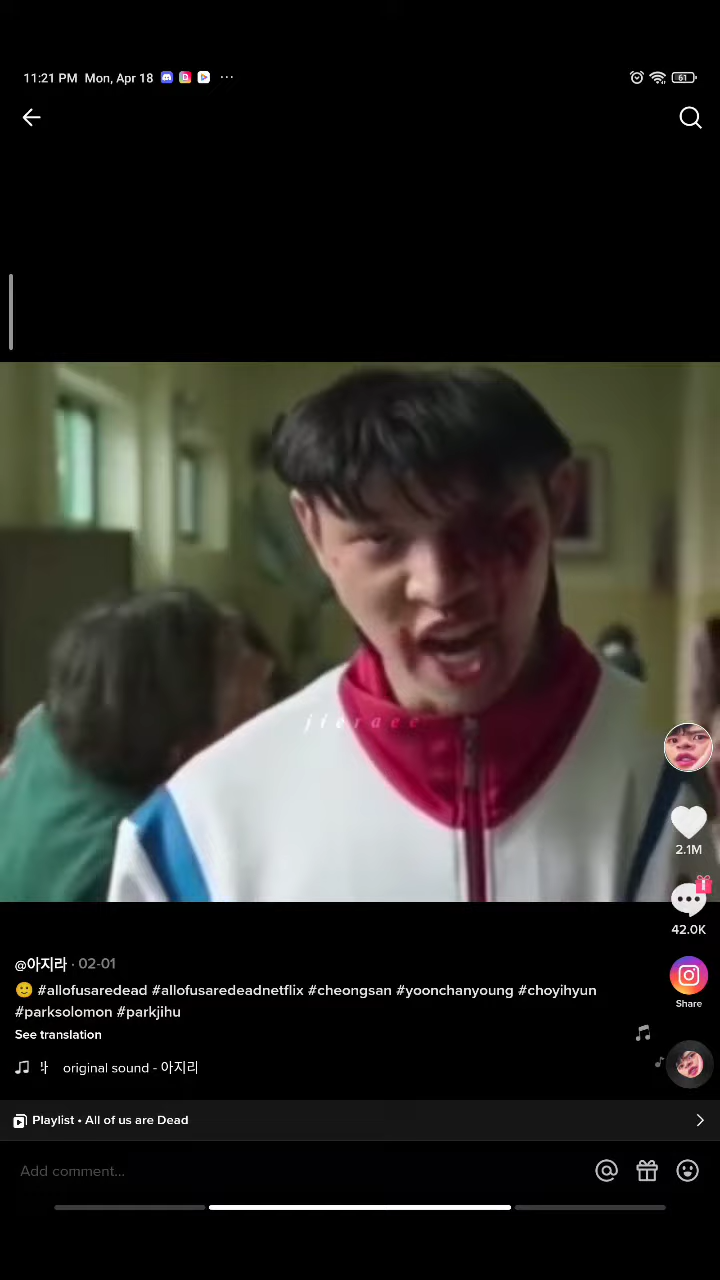 11:21 PM Mon, Apr 18 ... 61
jieraee
2.1M
42.0K
Share
@아지라 · 02-01
🙂 #allofusaredead #allofusaredeadnetflix #cheongsan #yoonchanyoung #choyihyun
#parksolomon #parkjihu
See translation
라 original sound - 아지리
Playlist • All of us are Dead
Add comment...